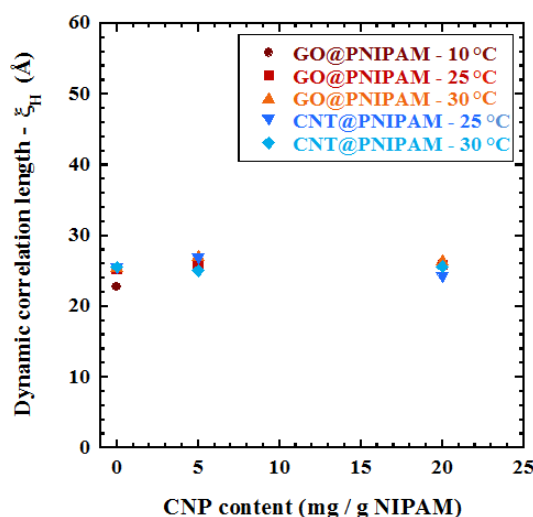 60
50
40
30
20
10
0
Dynamic correlation length - ξH (Å)
GO@PNIPAM - 10 °C
GO@PNIPAM - 25 °C
GO@PNIPAM - 30 °C
CNT@PNIPAM - 25 °C
CNT@PNIPAM - 30 °C
0 5 10 15 20 25
CNP content (mg / g NIPAM)